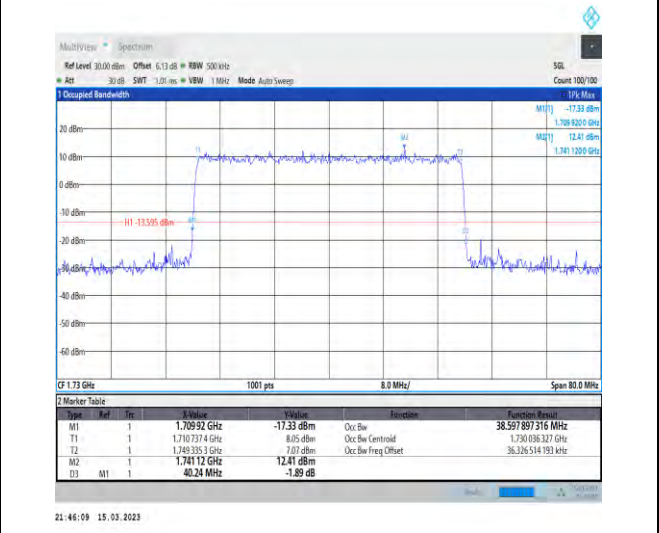 MultiView Spectrum
Ref Level 30.00 dBm Offset 6.13 dB RBW 500 kHz SGL
Att 30 dB SWT 1.01 ms VBW 1 MHz Mode Auto Sweep Count 100/100
1 Occupied Bandwidth 1Pk Max
M1[1] -17.33 dBm
1.709 920 0 GHz
M2[1] 12.41 dBm
1.741 120 0 GHz
20 dBm
M2
T1
T2
10 dBm
0 dBm
-10 dBm
H1 -13.595 dBm
M1
-20 dBm
D3
-30 dBm
-40 dBm
-50 dBm
-60 dBm
CF 1.73 GHz 1001 pts 8.0 MHz/ Span 80.0 MHz
2 Marker Table
Type Ref Trc X-Value Y-Value Function Function Result
M1 1 1.709 92 GHz -17.33 dBm Occ Bw 38.597 897 316 MHz
T1 1 1.710 737 4 GHz 8.05 dBm Occ Bw Centroid 1.730 036 327 GHz
T2 1 1.749 335 3 GHz 7.07 dBm Occ Bw Freq Offset 36.326 514 193 kHz
M2 1 1.741 12 GHz 12.41 dBm
D3 M1 1 40.24 MHz -1.89 dB
21:46:09 15.03.2023